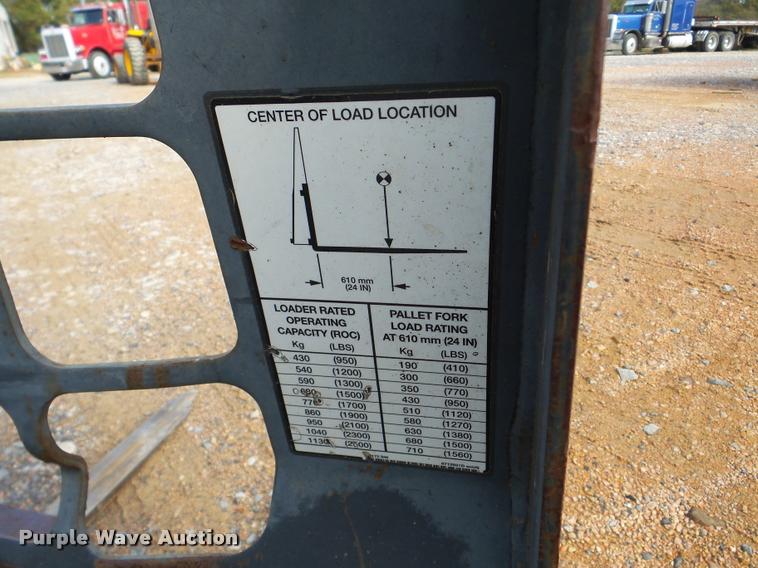 CENTER OF LOAD LOCATION
610 mm
(24 IN)
LOADER RATED
OPERATING
CAPACITY (ROC)
PALLET FORK
LOAD RATING
AT 610 mm (24 IN)
Kg (LBS) Kg (LBS)
430 (950) 190 (410)
540 (1200) 300 (660)
590 (1300) 350 (770)
680 (1500) 430 (950)
(1700) 510 (1120)
860 (1900) 580 (1270)
950 (2100) 630 (1380)
1040 (2300) 680 (1500)
1130 (2500) 710 (1560)
Purple Wave Auction